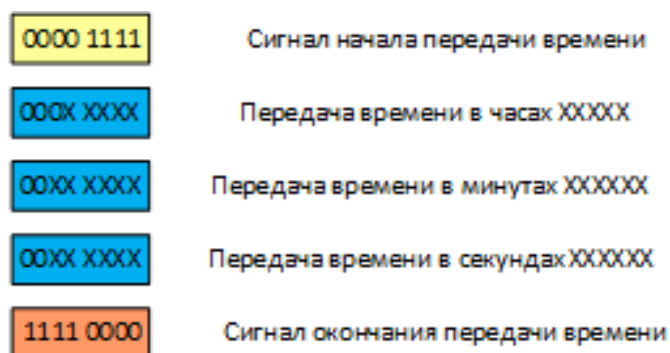 0000 1111 Сигнал начала передачи времени
000X XXXX Передача времени в часах XXXXX
00XX XXXX Передача времени в минутах XXXXXX
00XX XXXX Передача времени в секундах XXXXXX
1111 0000 Сигнал окончания передачи времени